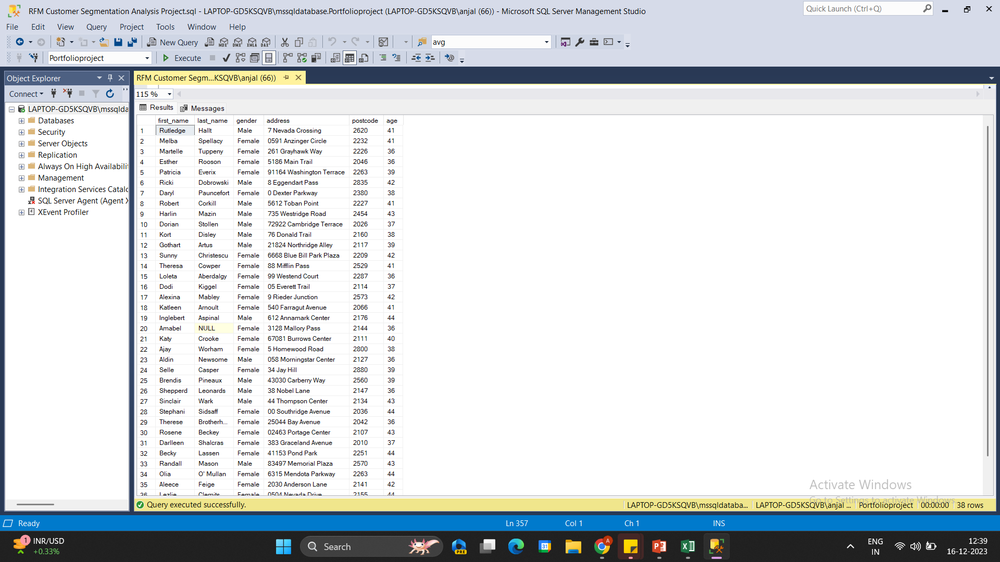 RFM Customer Segmentation Analysis Project.sql - LAPTOP-GD5KSQVB\mssqldatabase.Portfolioproject (LAPTOP-GD5KSQVB\anjal (66)) - Microsoft SQL Server Management Studio
Quick Launch (Ctrl+Q)
File Edit View Query Project Tools Window Help
New Query MDX DMX XMLA DAX avg
Portfolioproject Execute
Object Explorer
RFM Customer Segm...KSQVB\anjal (66))
Connect
115 %
Results Messages
LAPTOP-GD5KSQVB\mssqlda
Databases
Security
Server Objects
Replication
Always On High Availabilit
Management
Integration Services Catalo
SQL Server Agent (Agent X
XEvent Profiler
first_name last_name gender address postcode age
1 Rutledge Hallt Male 7 Nevada Crossing 2620 41
2 Melba Spellacy Female 0591 Anzinger Circle 2232 41
3 Martelle Tuppeny Female 261 Grayhawk Way 2226 36
4 Esther Rooson Female 5186 Main Trail 2046 36
5 Patricia Everix Female 91164 Washington Terrace 2263 39
6 Ricki Dobrowski Male 8 Eggendart Pass 2835 42
7 Daryl Pauncefort Female 0 Dexter Parkway 2380 38
8 Robert Corkill Male 5612 Toban Point 2227 41
9 Harlin Mazin Male 735 Westridge Road 2454 43
10 Dorian Stollen Male 72922 Cambridge Terrace 2026 37
11 Kort Disley Male 76 Donald Trail 2160 38
12 Gothart Artus Male 21824 Northridge Alley 2117 39
13 Sunny Christescu Female 6668 Blue Bill Park Plaza 2209 42
14 Theresa Cowper Female 88 Mifflin Pass 2529 41
15 Loleta Aberdalgy Female 99 Westend Court 2287 36
16 Dodi Kiggel Female 05 Everett Trail 2114 37
17 Alexina Mabley Female 9 Rieder Junction 2573 42
18 Katleen Arnoult Female 540 Farragut Avenue 2066 41
19 Inglebert Aspinal Male 612 Annamark Center 2176 44
20 Amabel NULL Female 3128 Mallory Pass 2144 36
21 Katy Crooke Female 67081 Burrows Center 2111 40
22 Ajay Worham Female 5 Homewood Road 2800 38
23 Aldin Newsome Male 058 Morningstar Center 2127 36
24 Selle Casper Female 34 Jay Hill 2880 39
25 Brendis Pineaux Male 43030 Carberry Way 2560 39
26 Shepperd Leonards Male 38 Nobel Lane 2147 36
27 Sinclair Wark Male 44 Thompson Center 2134 43
28 Stephani Sidsaff Female 00 Southridge Avenue 2036 44
29 Therese Brotherh... Female 25044 Bay Avenue 2042 36
30 Rosene Beckey Female 02463 Portage Center 2107 43
31 Darlleen Shalcras Female 383 Graceland Avenue 2010 37
32 Becky Lassen Female 41153 Pond Park 2251 44
33 Randall Mason Male 83497 Memorial Plaza 2570 43
34 Olia O' Mullan Female 6315 Mendota Parkway 2263 44
35 Aleece Feige Female 2030 Anderson Lane 2141 42
36 Lezlie Clemits Female 0504 Nevada Drive 2155 44
Activate Windows
Go to Settings to activate Windows.
Query executed successfully. LAPTOP-GD5KSQVB\mssqldataba... LAPTOP-GD5KSQVB\anjal ... Portfolioproject 00:00:00 38 rows
Ready Ln 357 Col 1 Ch 1 INS
1 INR/USD
+0.33%
Search
PRE
31
A
ENG
IN
12:39
16-12-2023